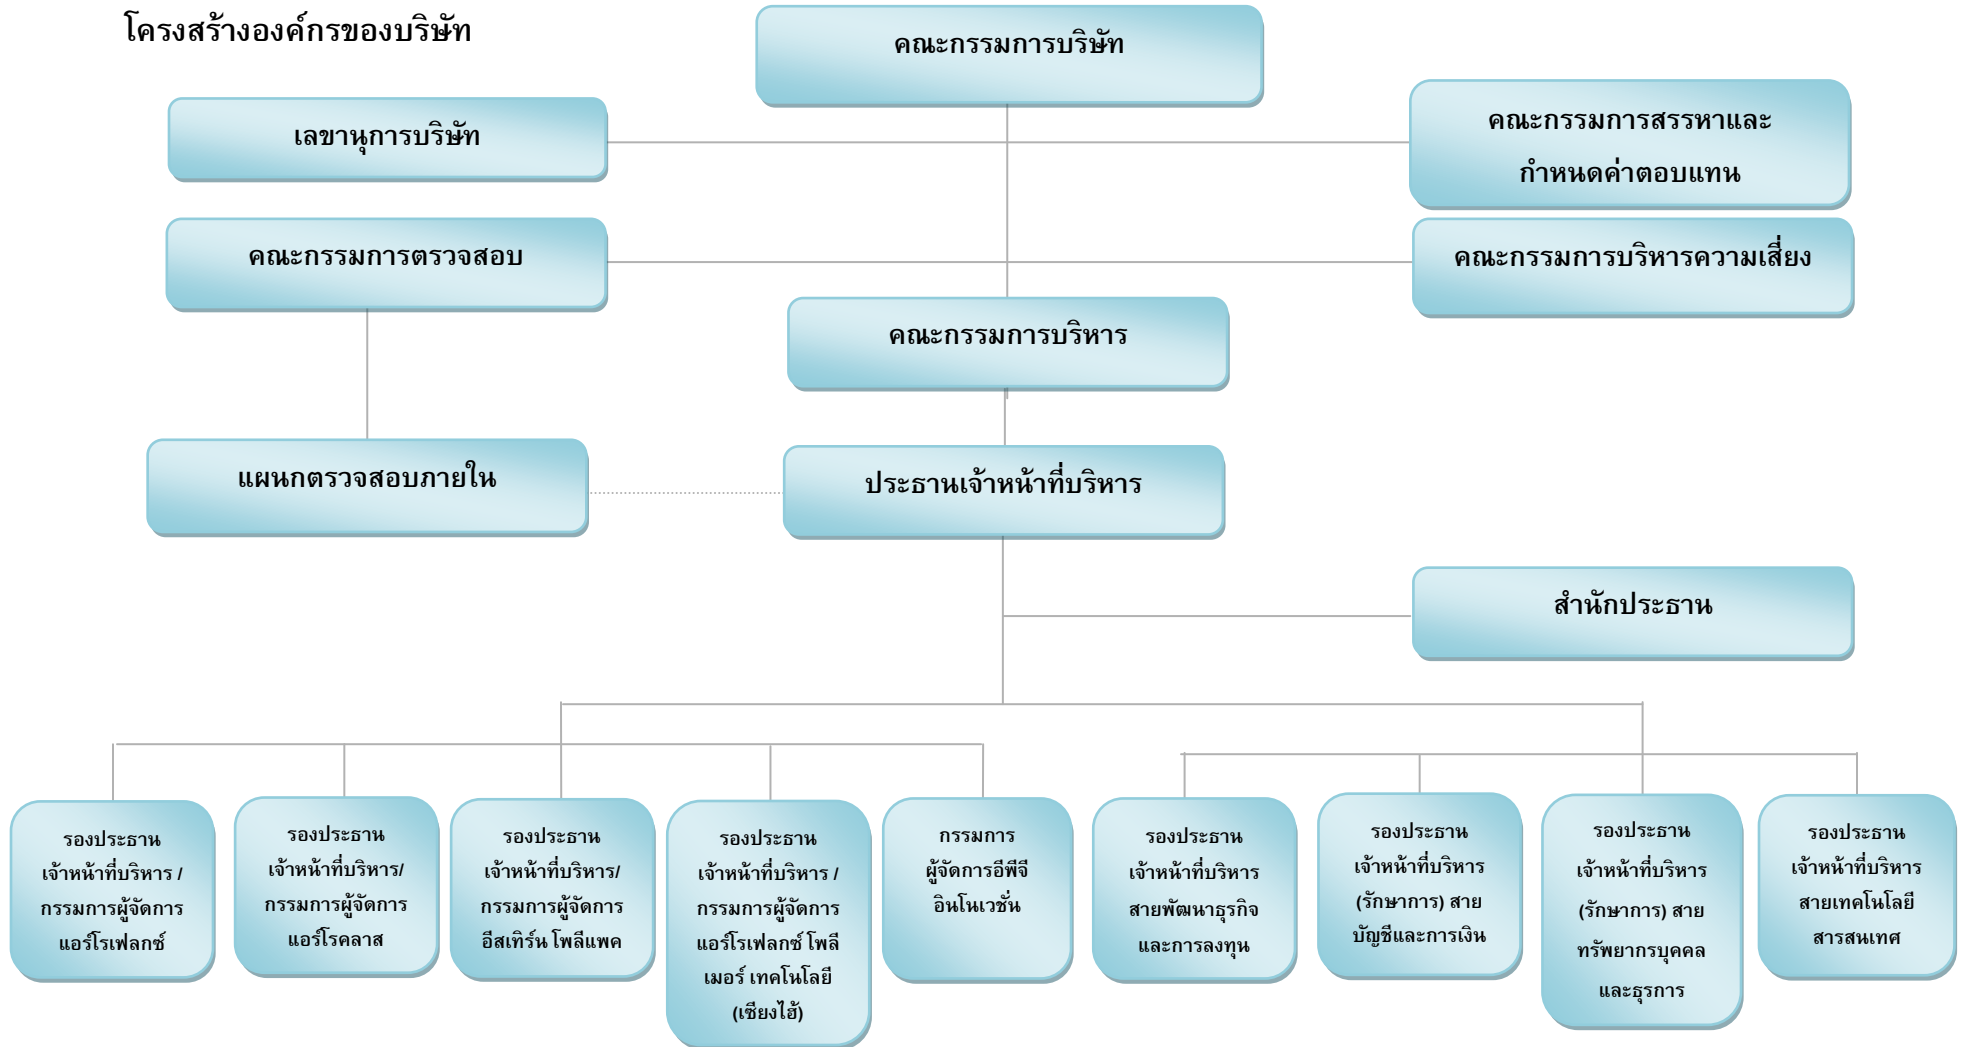 โครงสร้างองค์กรของบริษัท
คณะกรรมการบริษัท
เลขานุการบริษัท
คณะกรรมการสรรหาและ
กำหนดค่าตอบแทน
คณะกรรมการตรวจสอบ
คณะกรรมการบริหารความเสี่ยง
คณะกรรมการบริหาร
แผนกตรวจสอบภายใน
ประธานเจ้าหน้าที่บริหาร
สำนักประธาน
รองประธาน
เจ้าหน้าที่บริหาร /
กรรมการผู้จัดการ
แอร์โรเฟลกซ์
รองประธาน
เจ้าหน้าที่บริหาร/
กรรมการผู้จัดการ
แอร์โรคลาส
รองประธาน
เจ้าหน้าที่บริหาร/
กรรมการผู้จัดการ
อีสเทิร์น โพลีแพค
รองประธาน
เจ้าหน้าที่บริหาร /
กรรมการผู้จัดการ
แอร์โรเฟลกซ์ โพลี
เมอร์ เทคโนโลยี
(เซี่ยงไฮ้)
กรรมการ
ผู้จัดการอีพีจี
อินโนเวชั่น
รองประธาน
เจ้าหน้าที่บริหาร
สายพัฒนาธุรกิจ
และการลงทุน
รองประธาน
เจ้าหน้าที่บริหาร
(รักษาการ) สาย
บัญชีและการเงิน
รองประธาน
เจ้าหน้าที่บริหาร
(รักษาการ) สาย
ทรัพยากรบุคคล
และธุรการ
รองประธาน
เจ้าหน้าที่บริหาร
สายเทคโนโลยี
สารสนเทศ